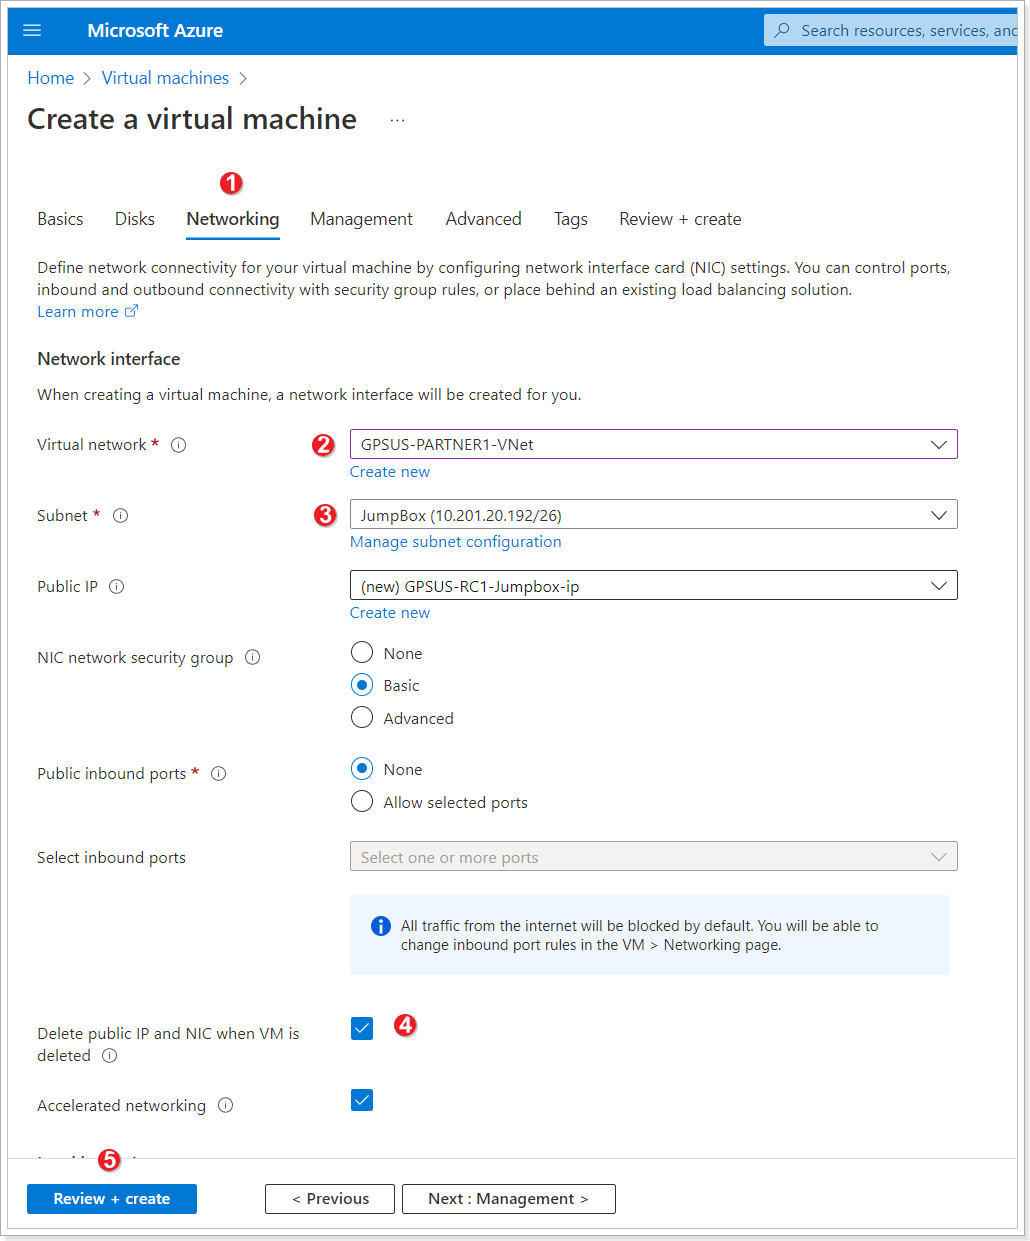 Microsoft Azure
Search resources, services, and
Home > Virtual machines >
Create a virtual machine ...
1
Basics Disks Networking Management Advanced Tags Review + create
Define network connectivity for your virtual machine by configuring network interface card (NIC) settings. You can control ports,
inbound and outbound connectivity with security group rules, or place behind an existing load balancing solution.
Learn more
Network interface
When creating a virtual machine, a network interface will be created for you.
Virtual network * 2 GPSUS-PARTNER1-VNet
Create new
Subnet * 3 JumpBox (10.201.20.192/26)
Manage subnet configuration
Public IP (new) GPSUS-RC1-Jumpbox-ip
Create new
NIC network security group None
Basic
Advanced
Public inbound ports * None
Allow selected ports
Select inbound ports Select one or more ports
All traffic from the internet will be blocked by default. You will be able to
change inbound port rules in the VM > Networking page.
Delete public IP and NIC when VM is 4
deleted
Accelerated networking
5
Review + create < Previous Next : Management >